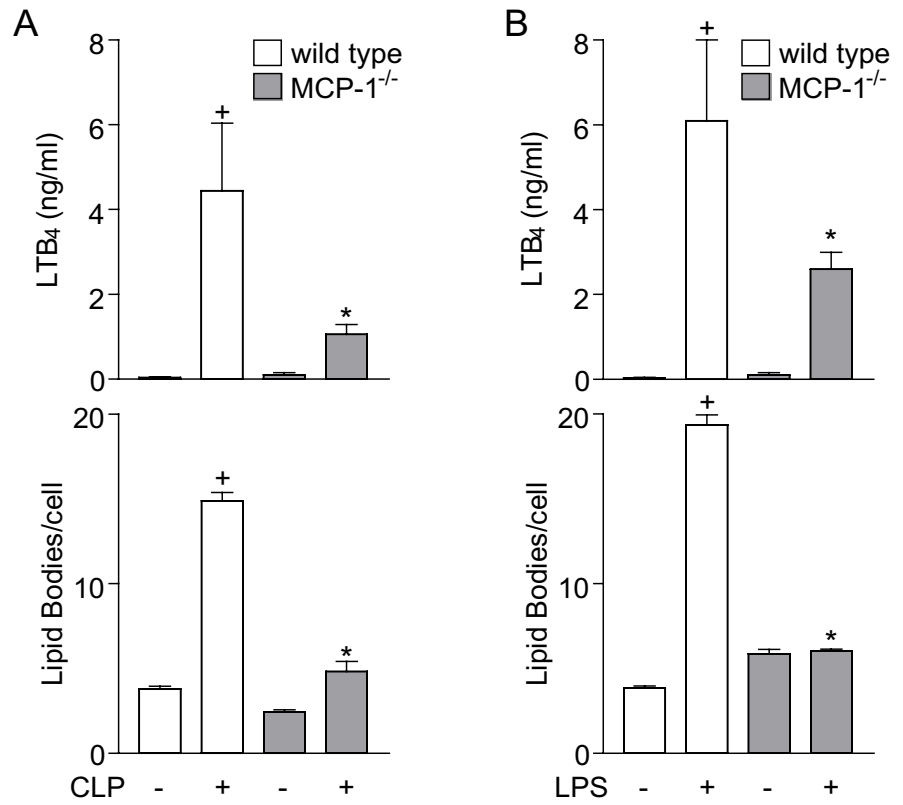 A
8
6
4
2
0
LTB₄ (ng/ml)
wild type
MCP-1⁻/⁻
+
*
20
10
0
Lipid Bodies/cell
+
*
CLP - + - +
B
8
6
4
2
0
LTB₄ (ng/ml)
wild type
MCP-1⁻/⁻
+
*
20
10
0
Lipid Bodies/cell
+
*
LPS - + - +